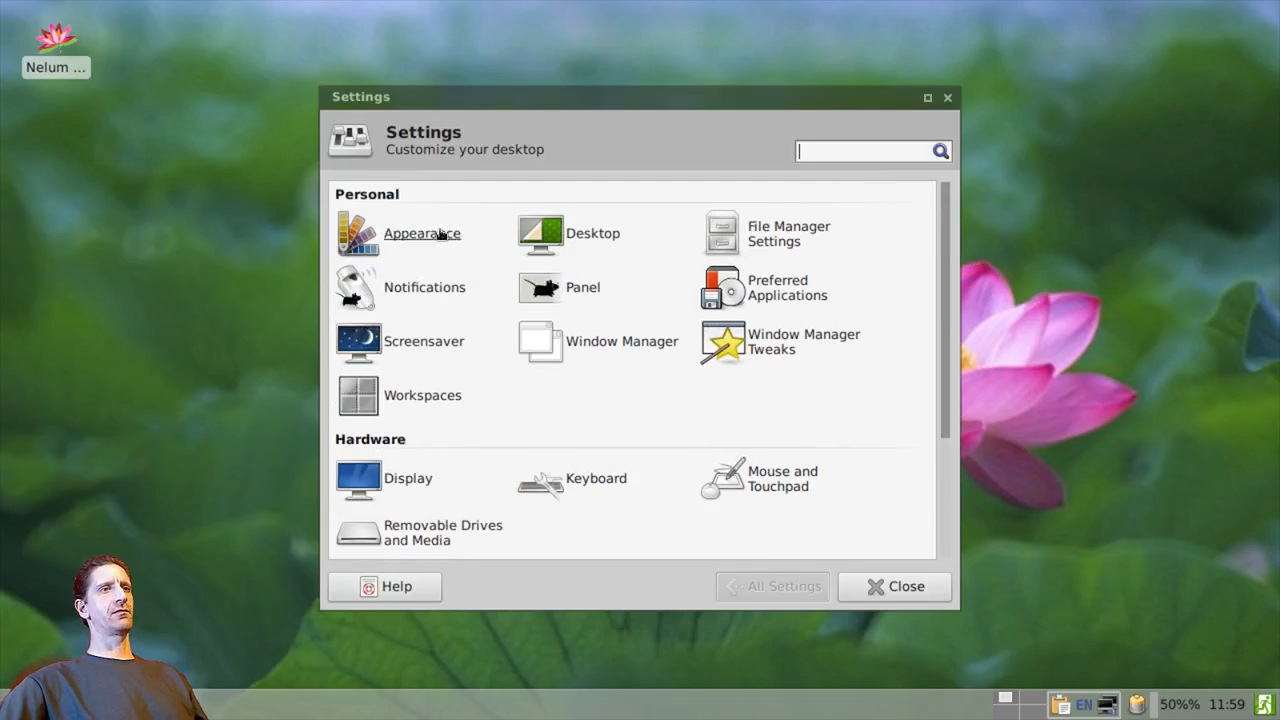 Nelum ...
Settings
Settings
Customize your desktop
Personal
Appearance
Desktop
File Manager
Settings
Notifications
Panel
Preferred
Applications
Screensaver
Window Manager
Window Manager
Tweaks
Workspaces
Hardware
Display
Keyboard
Mouse and
Touchpad
Removable Drives
and Media
Help
All Settings
Close
EN
50%% 11:59